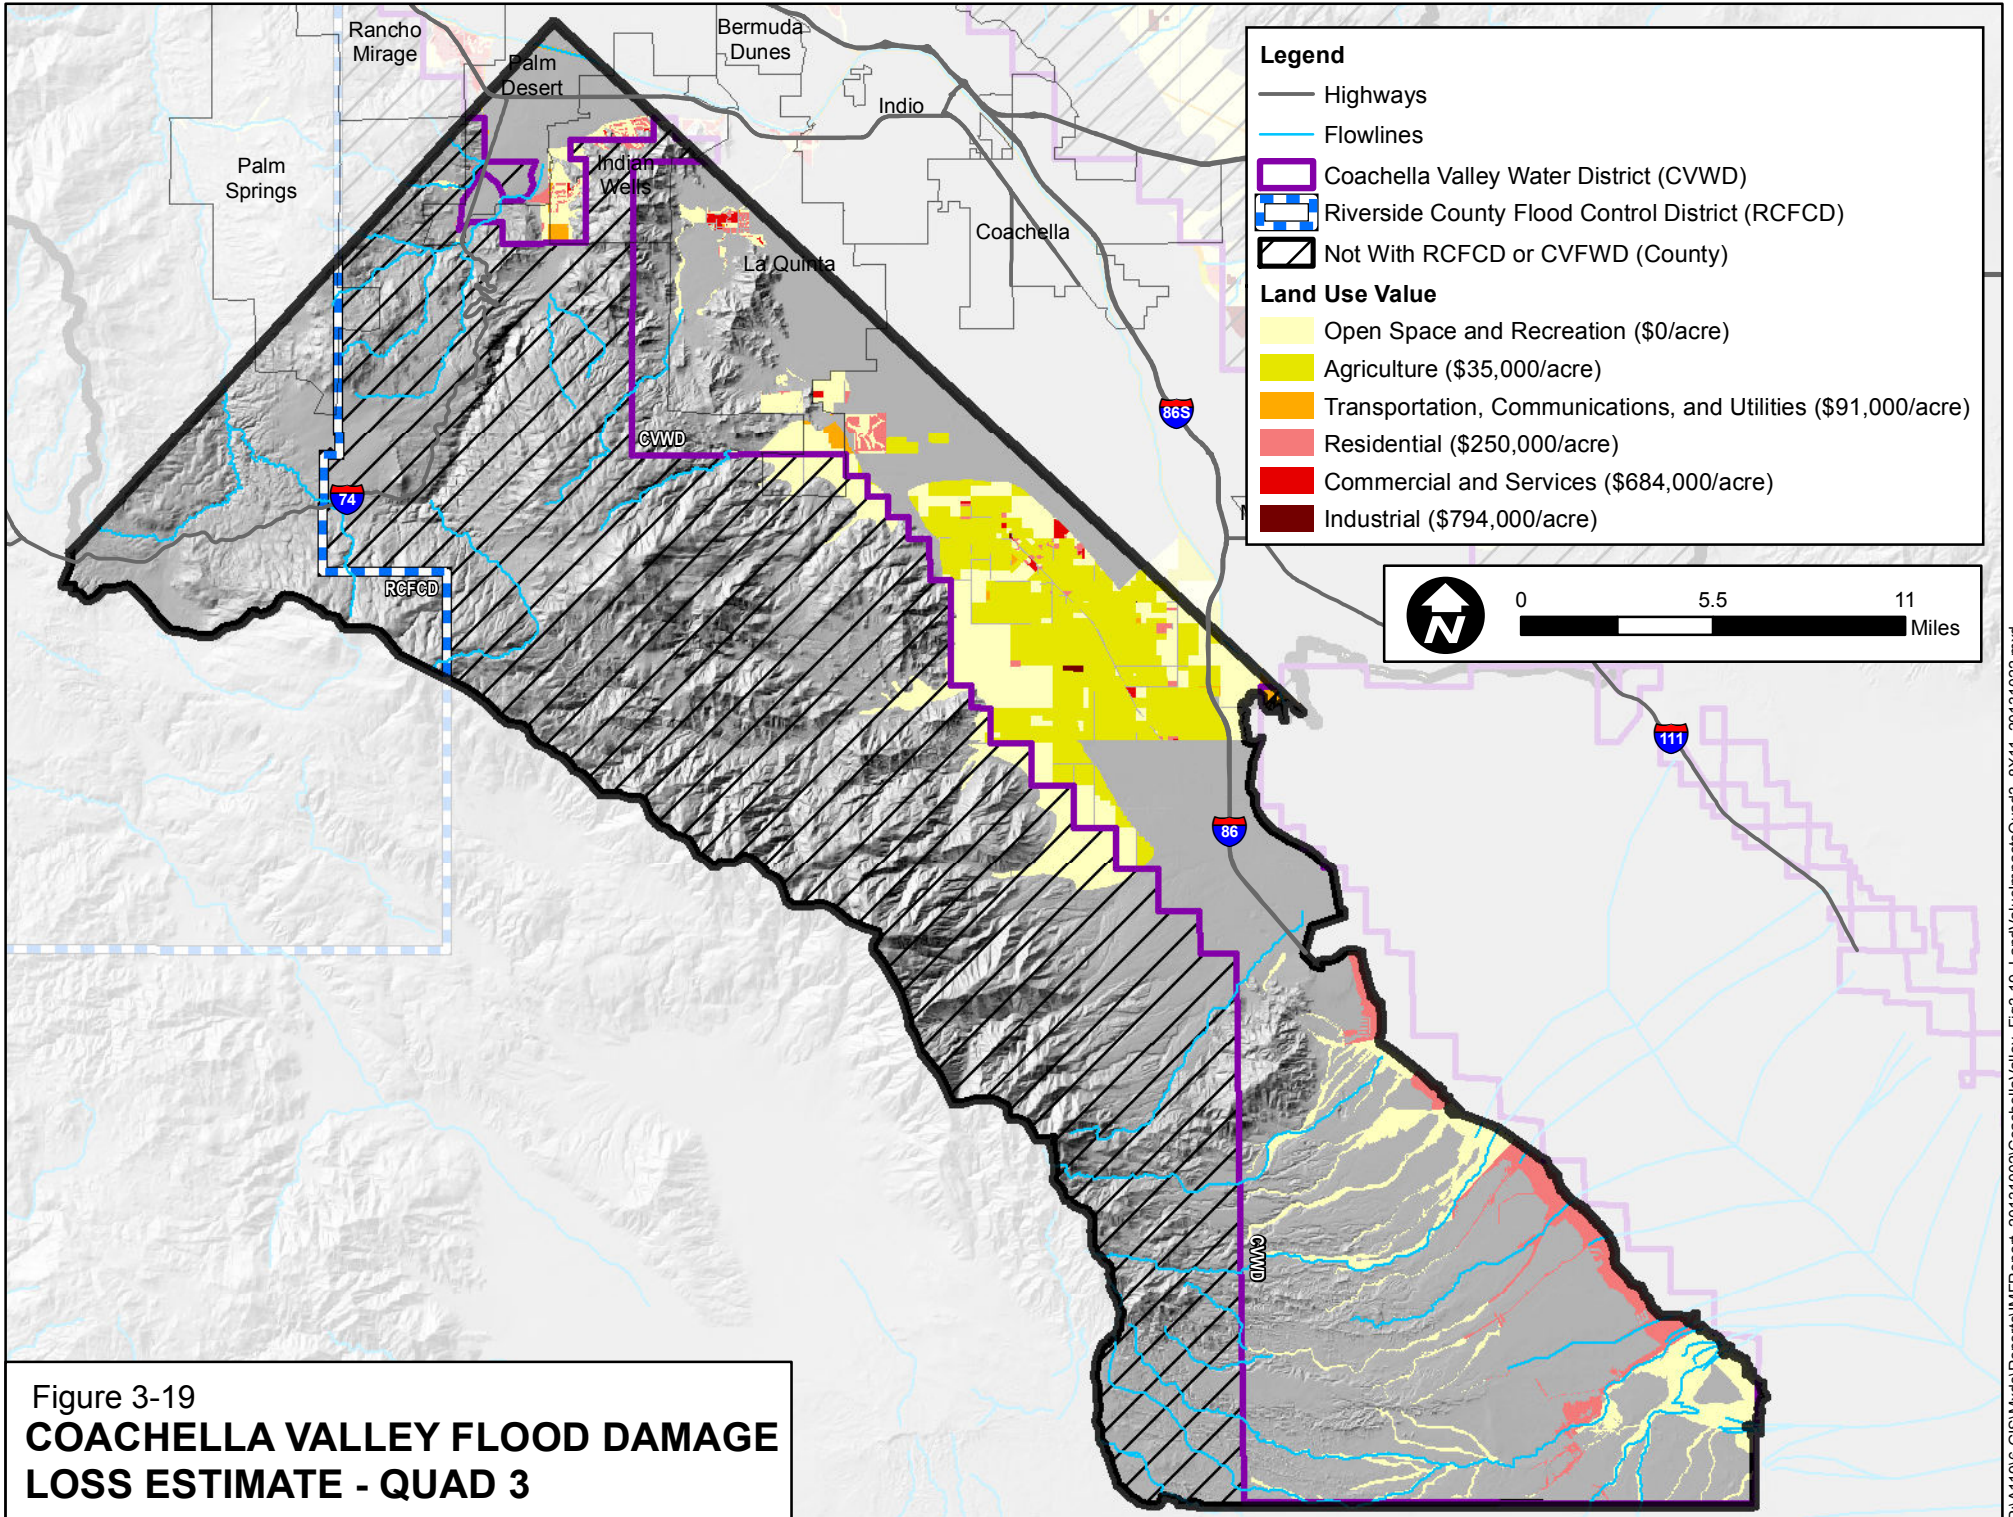 Rancho
Mirage
Bermuda
Dunes
Palm
Desert
Indio
Palm
Springs
Indian
Wells
Coachella
La Quinta
CVWD
86S
74
RCFCD
111
86
CVWD
Legend
Highways
Flowlines
Coachella Valley Water District (CVWD)
Riverside County Flood Control District (RCFCD)
Not With RCFCD or CVFWD (County)
Land Use Value
Open Space and Recreation ($0/acre)
Agriculture ($35,000/acre)
Transportation, Communications, and Utilities ($91,000/acre)
Residential ($250,000/acre)
Commercial and Services ($684,000/acre)
Industrial ($794,000/acre)
N
0 5.5 11
Miles
Figure 3-19
COACHELLA VALLEY FLOOD DAMAGE
LOSS ESTIMATE - QUAD 3